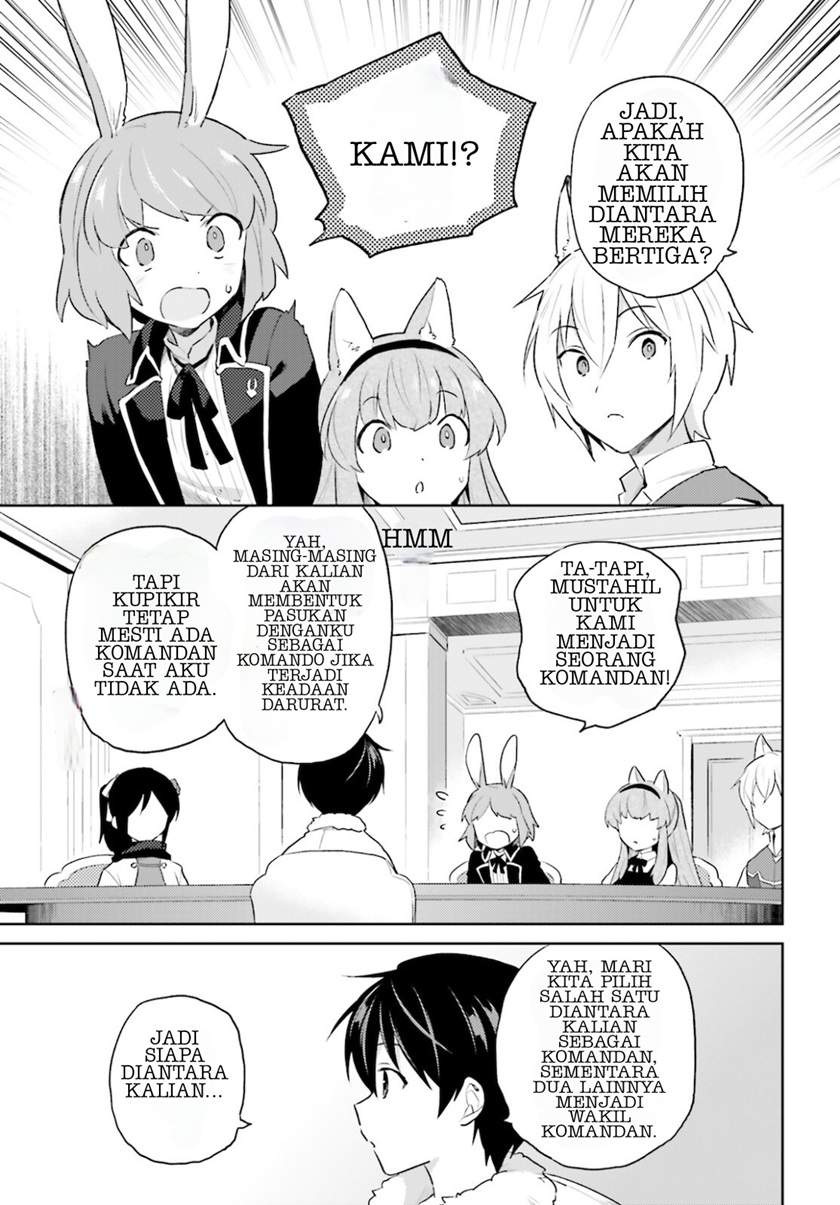 JADI,
APAKAH
KITA
AKAN
MEMILIH
DIANTARA
MEREKA
BERTIGA?
KAMI!?
TA-TAPI,
MUSTAHIL
UNTUK
KAMI
MENJADI
SEORANG
KOMANDAN!
HMM
YAH,
MASING-MASING
DARI KALIAN
AKAN
MEMBENTUK
PASUKAN
DENGANKU
SEBAGAI
KOMANDO JIKA
TERJADI
KEADAAN
DARURAT.
TAPI
KUPIKIR
TETAP
MESTI ADA
KOMANDAN
SAAT AKU
TIDAK ADA.
YAH, MARI
KITA PILIH
SALAH SATU
DIANTARA
KALIAN
SEBAGAI
KOMANDAN,
SEMENTARA
DUA LAINNYA
MENJADI
WAKIL
KOMANDAN.
JADI
SIAPA
DIANTARA
KALIAN...